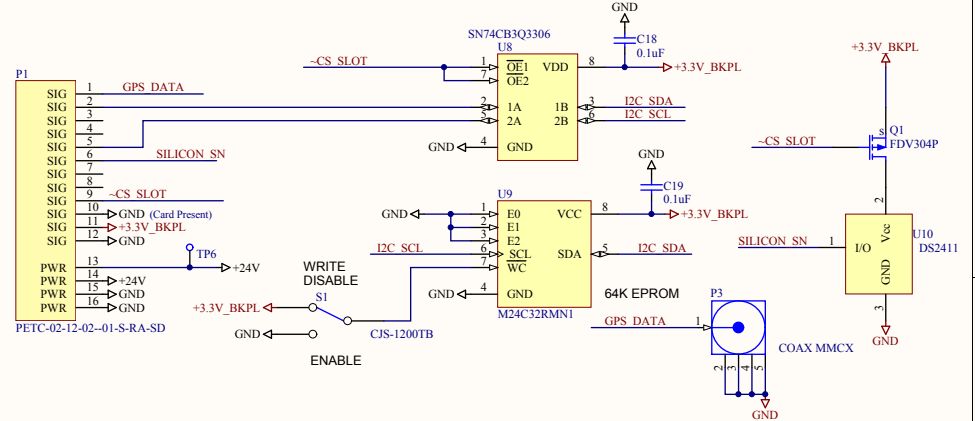 P1
SIG 1 GPS_DATA
SIG 2
SIG 3
SIG 4
SIG 5
SIG 6 SILICON_SN
SIG 7
SIG 8
SIG 9 ~CS_SLOT
SIG 10 GND (Card Present)
SIG 11 +3.3V_BKPL
SIG 12 GND
PWR 13 TP6 +24V
PWR 14 +24V
PWR 15 GND
PWR 16 GND
PETC-02-12-02--01-S-RA-SD
SN74CB3Q3306
U8
GND
C18
0.1uF
~CS_SLOT 1 OE1 VDD 8 +3.3V_BKPL
7 OE2
2 1A 1B 3 I2C_SDA
5 2A 2B 6 I2C_SCL
GND 4 GND
U9
GND
C19
0.1uF
GND 1 E0 VCC 8 +3.3V_BKPL
2 E1
3 E2
I2C_SCL 6 SCL SDA 5 I2C_SDA
7 WC
GND 4 GND
M24C32RMN1
64K EPROM
WRITE
DISABLE
S1
+3.3V_BKPL
GND
CJS-1200TB
ENABLE
P3
GPS_DATA 1
COAX MMCX
2 3 4 5
GND
+3.3V_BKPL
Q1
S
~CS_SLOT
FDV304P
2
U10
DS2411
SILICON_SN 1 I/O
Vcc
GND
3
GND